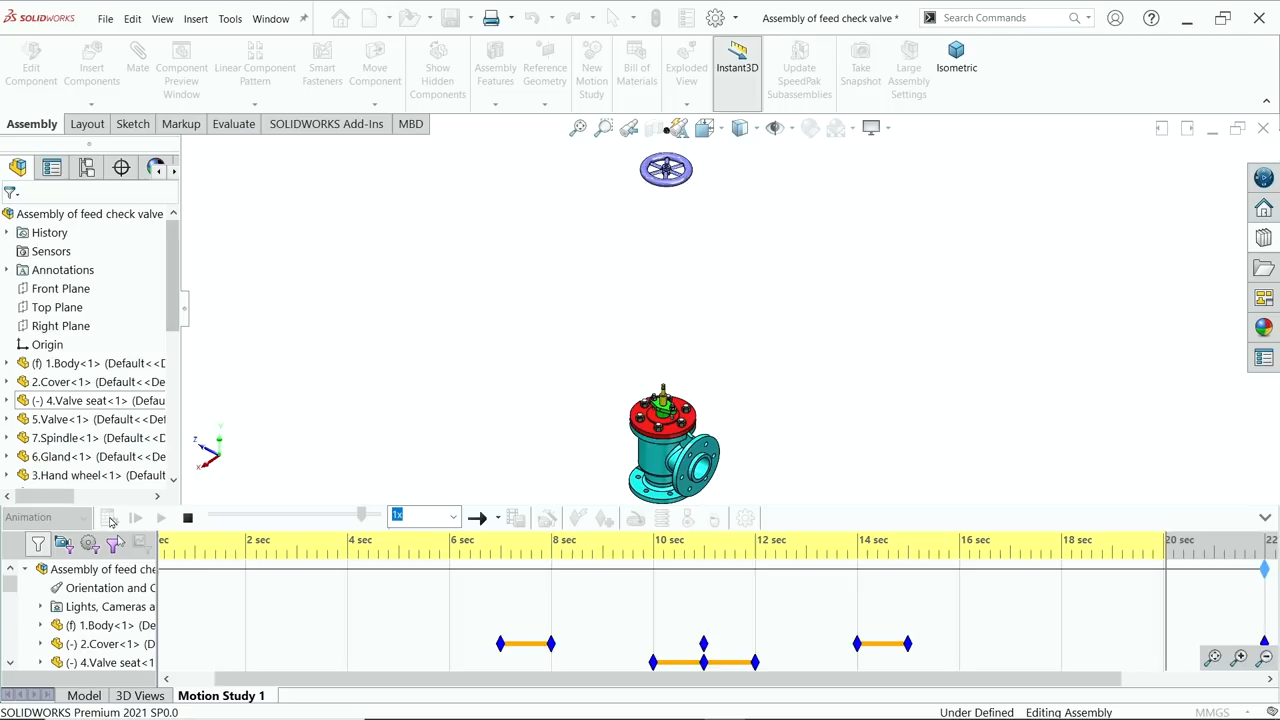 SOLIDWORKS File Edit View Insert Tools Window Assembly of feed check valve * Search Commands
Edit Component
Insert Components
Mate
Component Preview Window
Linear Component Pattern
Smart Fasteners
Move Component
Show Hidden Components
Assembly Features
Reference Geometry
New Motion Study
Bill of Materials
Exploded View
Instant3D
Update SpeedPak Subassemblies
Take Snapshot
Large Assembly Settings
Isometric
Assembly Layout Sketch Markup Evaluate SOLIDWORKS Add-Ins MBD
Assembly of feed check valve
History
Sensors
Annotations
Front Plane
Top Plane
Right Plane
Origin
(f) 1.Body<1> (Default<<D
2.Cover<1> (Default<<De
(-) 4.Valve seat<1> (Defau
5.Valve<1> (Default<<Def
7.Spindle<1> (Default<<D
6.Gland<1> (Default<<De
3.Hand wheel<1> (Default
Y
Z
X
Animation 1x
ec 2 sec 4 sec 6 sec 8 sec 10 sec 12 sec 14 sec 16 sec 18 sec 20 sec 22
Assembly of feed che
Orientation and C
Lights, Cameras a
(f) 1.Body<1> (De
(-) 2.Cover<1> (D
(-) 4.Valve seat<1
Model 3D Views Motion Study 1
SOLIDWORKS Premium 2021 SP0.0 Under Defined Editing Assembly MMGS